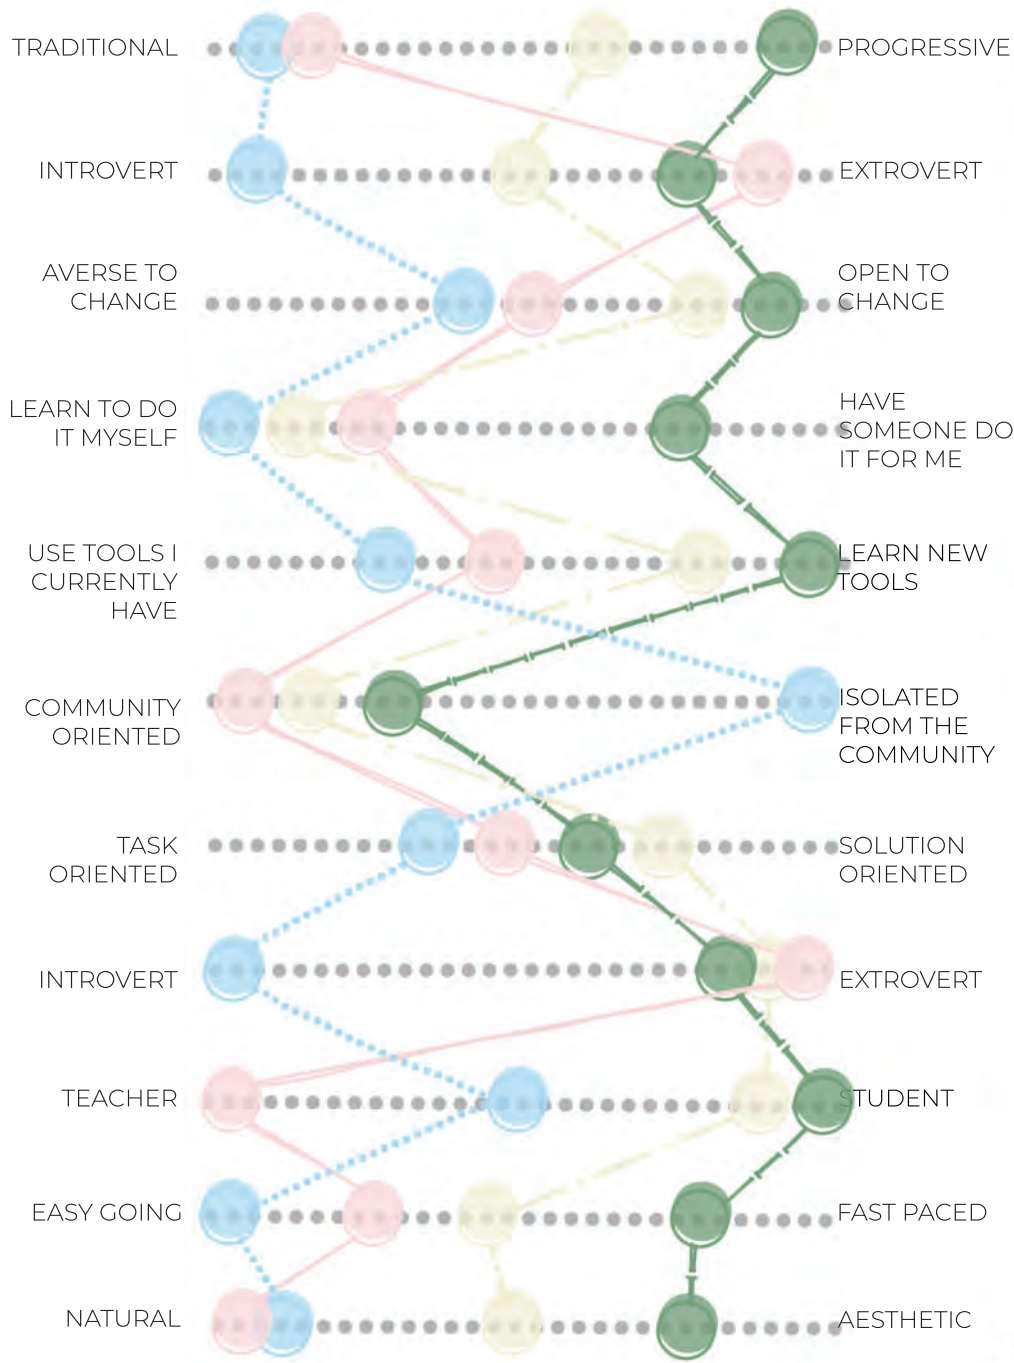 TRADITIONAL
PROGRESSIVE
INTROVERT
EXTROVERT
AVERSE TO
CHANGE
OPEN TO
CHANGE
LEARN TO DO
IT MYSELF
HAVE
SOMEONE DO
IT FOR ME
USE TOOLS I
CURRENTLY
HAVE
LEARN NEW
TOOLS
COMMUNITY
ORIENTED
ISOLATED
FROM THE
COMMUNITY
TASK
ORIENTED
SOLUTION
ORIENTED
INTROVERT
EXTROVERT
TEACHER
STUDENT
EASY GOING
FAST PACED
NATURAL
AESTHETIC